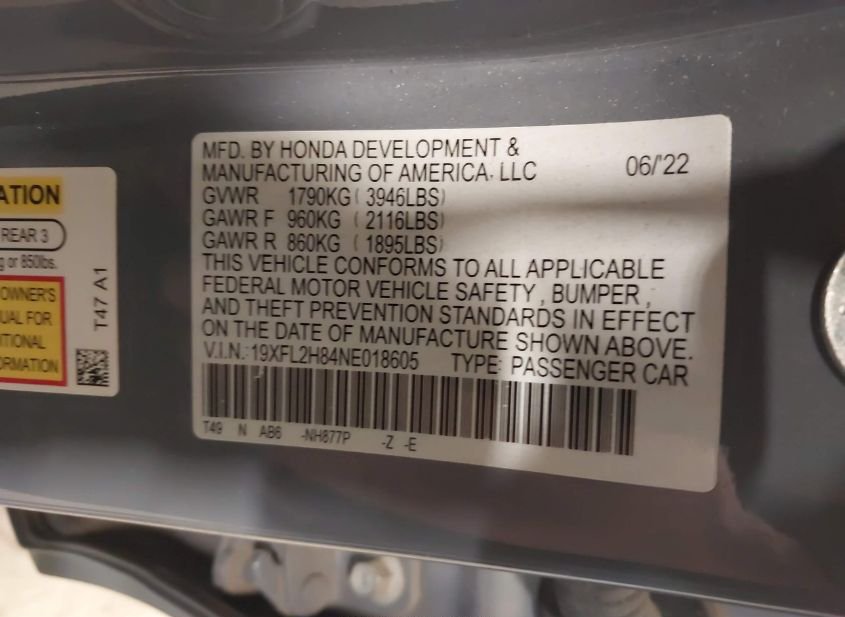 ATION
REAR 3
g or 850lbs.
OWNER'S
UAL FOR
ITIONAL
ORMATION
T47 A1
MFD. BY HONDA DEVELOPMENT &
MANUFACTURING OF AMERICA. LLC 06/'22
GVWR 1790KG ( 3946LBS)
GAWR F 960KG ( 2116LBS)
GAWR R 860KG ( 1895LBS)
THIS VEHICLE CONFORMS TO ALL APPLICABLE
FEDERAL MOTOR VEHICLE SAFETY , BUMPER ,
AND THEFT PREVENTION STANDARDS IN EFFECT
ON THE DATE OF MANUFACTURE SHOWN ABOVE.
V.I.N.: 19XFL2H84NE018605 TYPE: PASSENGER CAR
T49 N AB6 -NH877P -Z -E